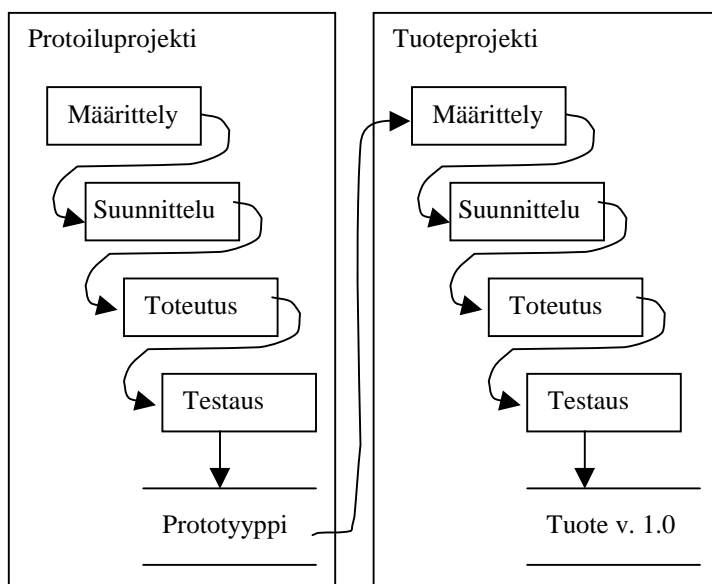 Protoiluprojekti
Määrittely
Suunnittelu
Toteutus
Testaus
Prototyyppi
Tuoteprojekti
Määrittely
Suunnittelu
Toteutus
Testaus
Tuote v. 1.0